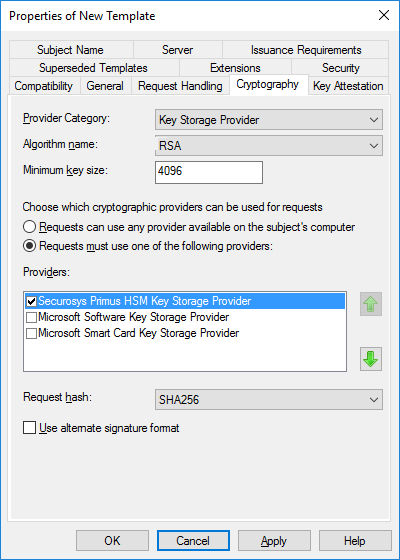 Properties of New Template
Subject Name Server Issuance Requirements
Superseded Templates Extensions Security
Compatibility General Request Handling Cryptography Key Attestation
Provider Category: Key Storage Provider
Algorithm name: RSA
Minimum key size: 4096
Choose which cryptographic providers can be used for requests
Requests can use any provider available on the subject's computer
Requests must use one of the following providers:
Providers:
Securosys Primus HSM Key Storage Provider
Microsoft Software Key Storage Provider
Microsoft Smart Card Key Storage Provider
Request hash: SHA256
Use alternate signature format
OK Cancel Apply Help